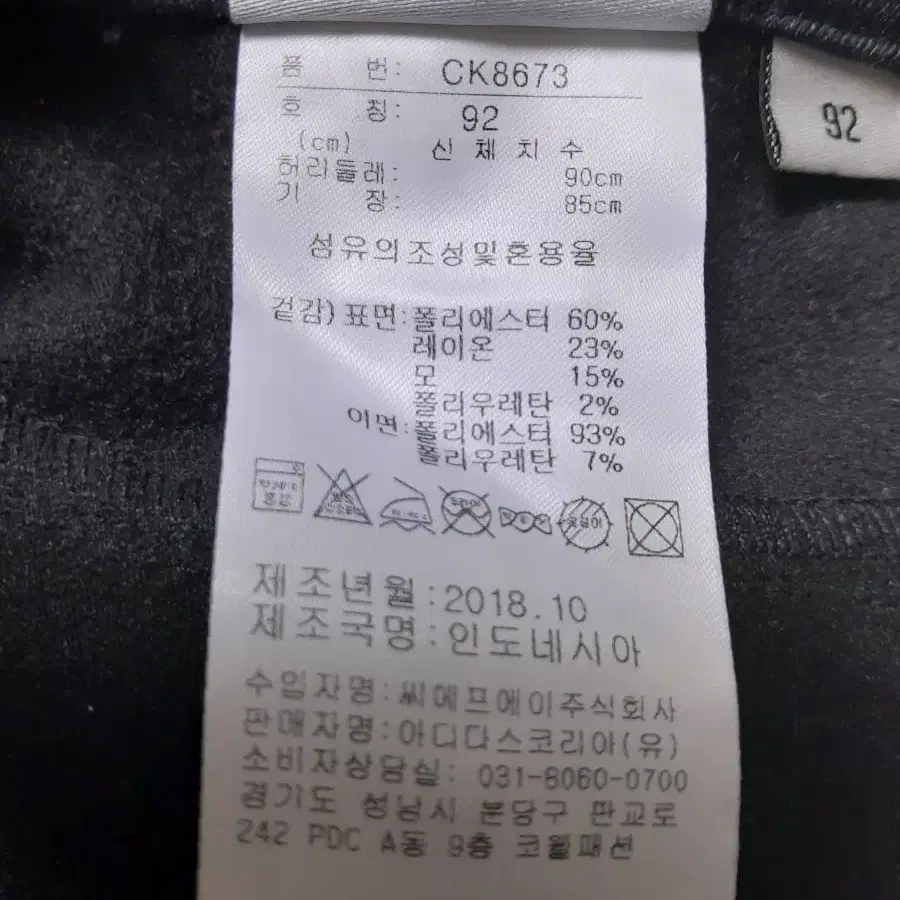 품 번: CK8673
호 칭: 92
(cm) 신 체 치 수
허리둘레: 90cm
기 장: 85cm
섬유의조성및혼용율
겉감) 표면:폴리에스터 60%
레이온 23%
모 15%
폴리우레탄 2%
이면:폴리에스터 93%
폴리우레탄 7%
드라이
옷걸이
제 조년월 :2018.10
제 조국명 :인도네시아
수입자명:씨에프에이주식회사
판매자명:아디다스코리아(유)
소비자상담실: 031-8060-0700
경기도 성남시 분당구 판교로
242 PDC A동 코웰패션
92